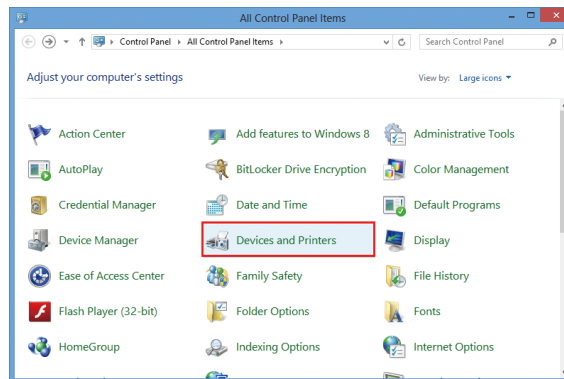 All Control Panel Items
Control Panel All Control Panel Items Search Control Panel
Adjust your computer's settings View by: Large icons
Action Center Add features to Windows 8 Administrative Tools
AutoPlay BitLocker Drive Encryption Color Management
Credential Manager Date and Time Default Programs
Device Manager Devices and Printers Display
Ease of Access Center Family Safety File History
Flash Player (32-bit) Folder Options Fonts
HomeGroup Indexing Options Internet Options